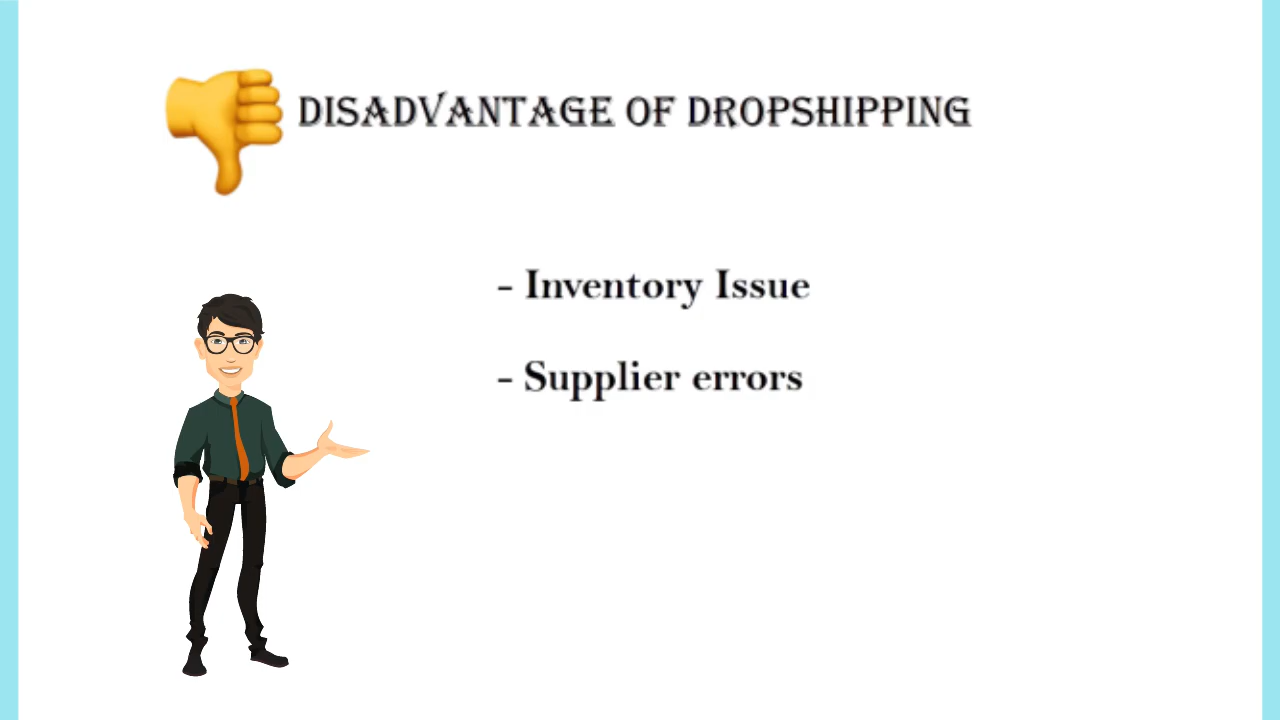 DISADVANTAGE OF DROPSHIPPING
- Inventory Issue
- Supplier errors